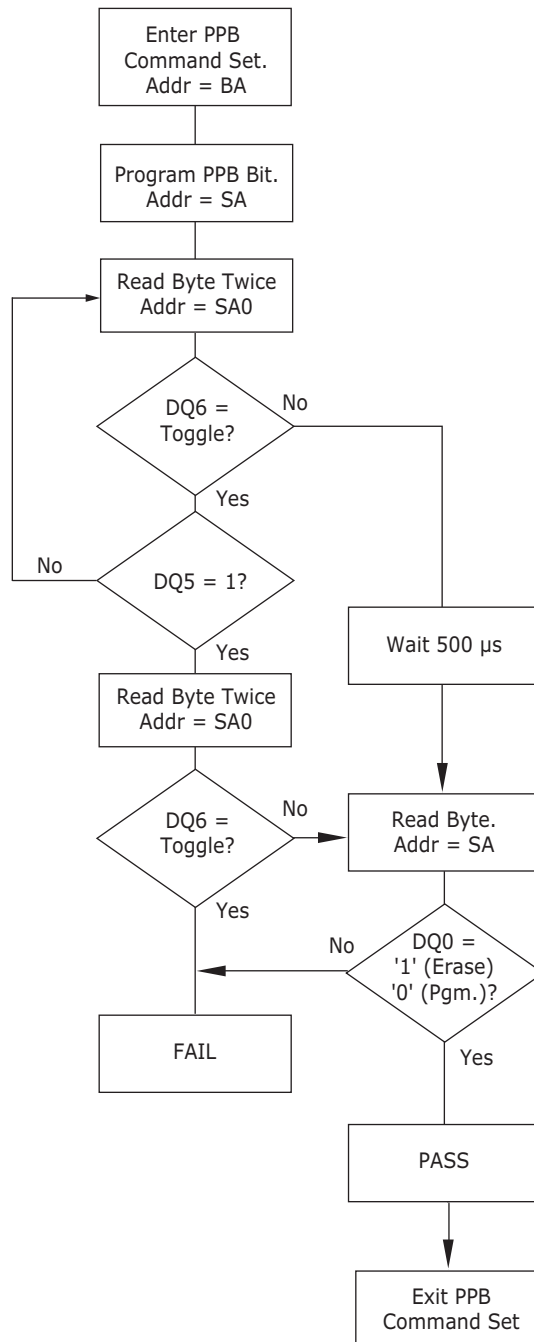 Enter PPB
Command Set.
Addr = BA
Program PPB Bit.
Addr = SA
Read Byte Twice
Addr = SA0
DQ6 =
Toggle?
No
Yes
DQ5 = 1?
No
Yes
Wait 500 µs
Read Byte Twice
Addr = SA0
DQ6 =
Toggle?
No
Yes
Read Byte.
Addr = SA
DQ0 =
'1' (Erase)
'0' (Pgm.)?
No
Yes
FAIL
PASS
Exit PPB
Command Set